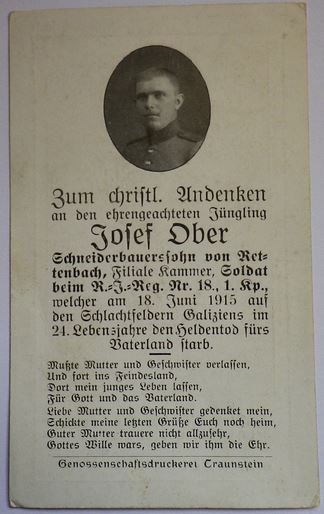 Zum christl. Andenken
an den ehrengeachteten Jüngling
Josef Ober
Schneiderbauerssohn von Ret-
tenbach, Filiale Kammer, Soldat
beim R.-J.-Reg. Nr. 18., 1. Kp.,
welcher am 18. Juni 1915 auf
den Schlachtfeldern Galiziens im
24. Lebensjahre den Heldentod fürs
Vaterland starb.
Mußte Mutter und Geschwister verlassen,
Und fort ins Feindesland,
Dort mein junges Leben lassen,
Für Gott und das Vaterland.
Liebe Mutter und Geschwister gedenket mein,
Schickte meine letzten Grüße Euch noch heim,
Guter Mutter trauere nicht allzusehr,
Gottes Wille wars, geben wir ihm die Ehr.
Genossenschaftsdruckerei Traunstein